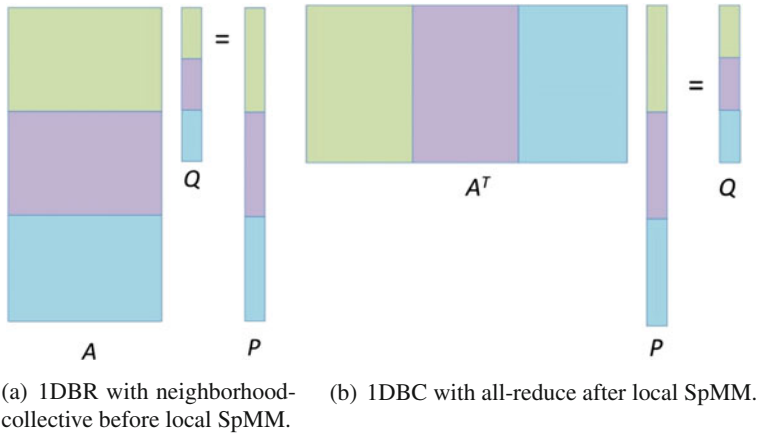 =
Q
A
P
=
A^T
Q
P
(a) 1DBR with neighborhood-
collective before local SpMM.
(b) 1DBC with all-reduce after local SpMM.